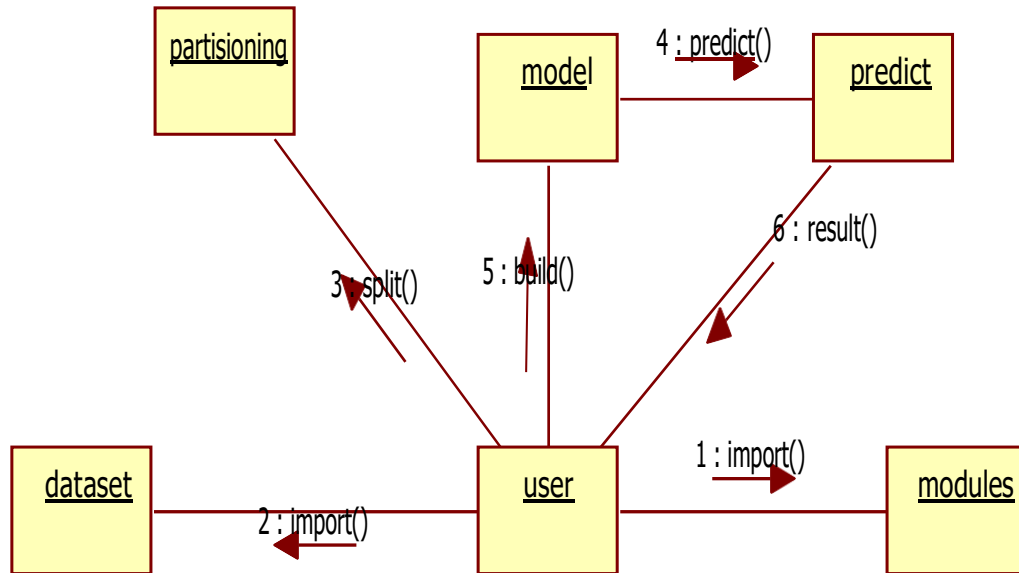 partisioning
model
4 : predict()
predict
6 : result()
3 : split()
5 : build()
dataset
2 : import()
user
1 : import()
modules